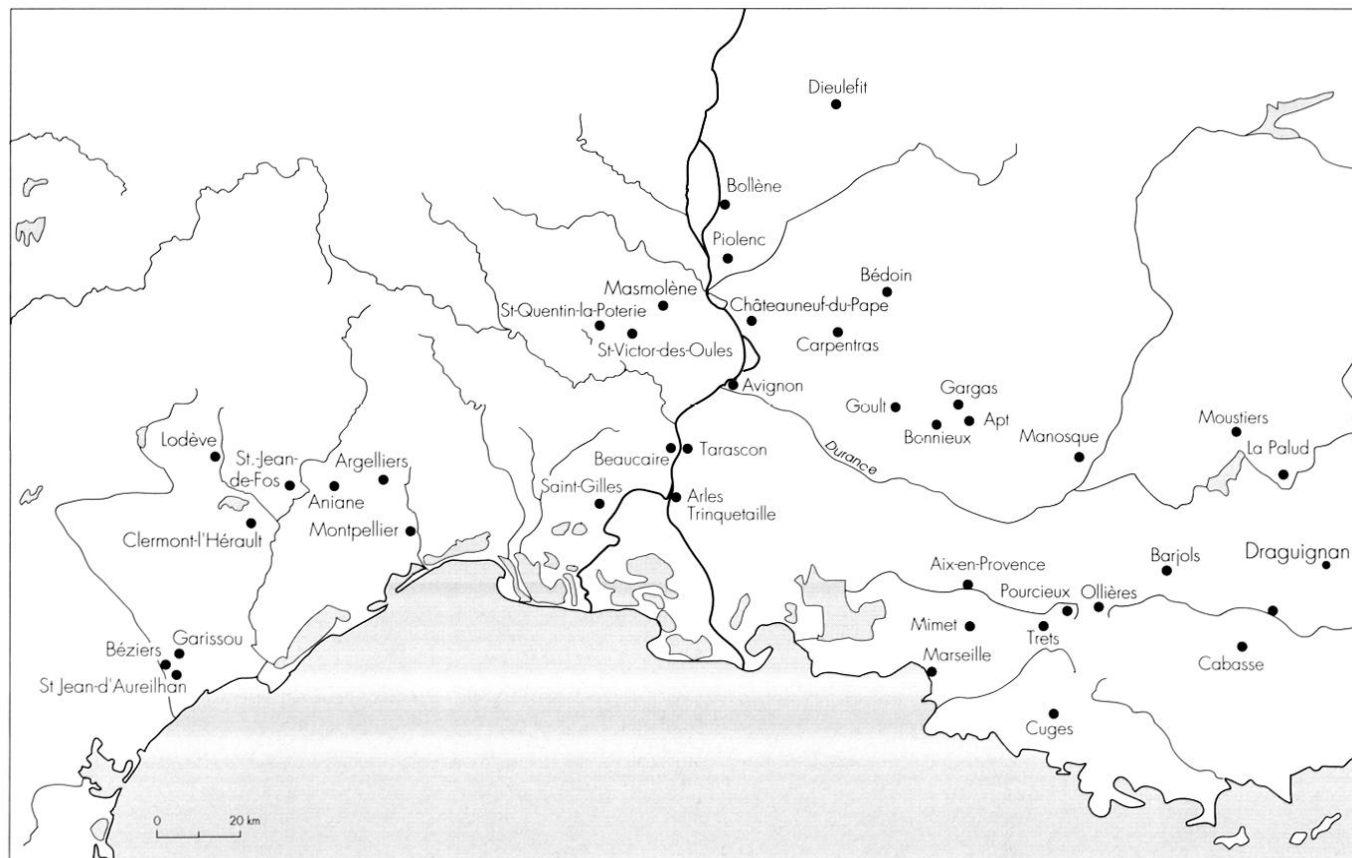 Dieulefit
Bollène
Piolenc
Bédoin
Masmolène
Châteauneuf-du-Pape
St-Quentin-la-Poterie
Carpentras
St-Victor-des-Oules
Avignon
Gargas
Goult
Apt
Bonnieux
Moustiers
Manosque
Durance
La Palud
Lodève
St.-Jean-
de-Fos
Argelliers
Beaucaire
Tarascon
Aniane
Saint-Gilles
Arles
Trinquetaille
Clermont-l'Hérault
Montpellier
Aix-en-Provence
Barjols
Draguignan
Pourcieux
Ollières
Mimet
Trets
Garissou
Béziers
Marseille
Cabasse
St Jean-d'Aureilhan
Cuges
0 20 km